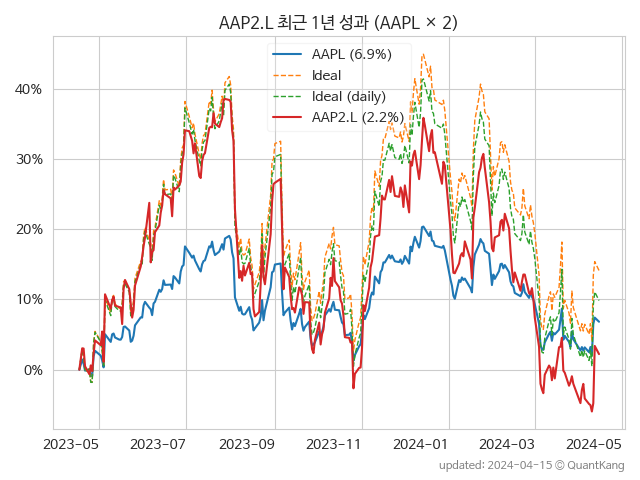 AAP2.L 최근 1년 성과 (AAPL × 2)
AAPL (6.9%)
Ideal
Ideal (daily)
AAP2.L (2.2%)
40%
30%
20%
10%
0%
2023-05 2023-07 2023-09 2023-11 2024-01 2024-03 2024-05
updated: 2024-04-15 © QuantKang